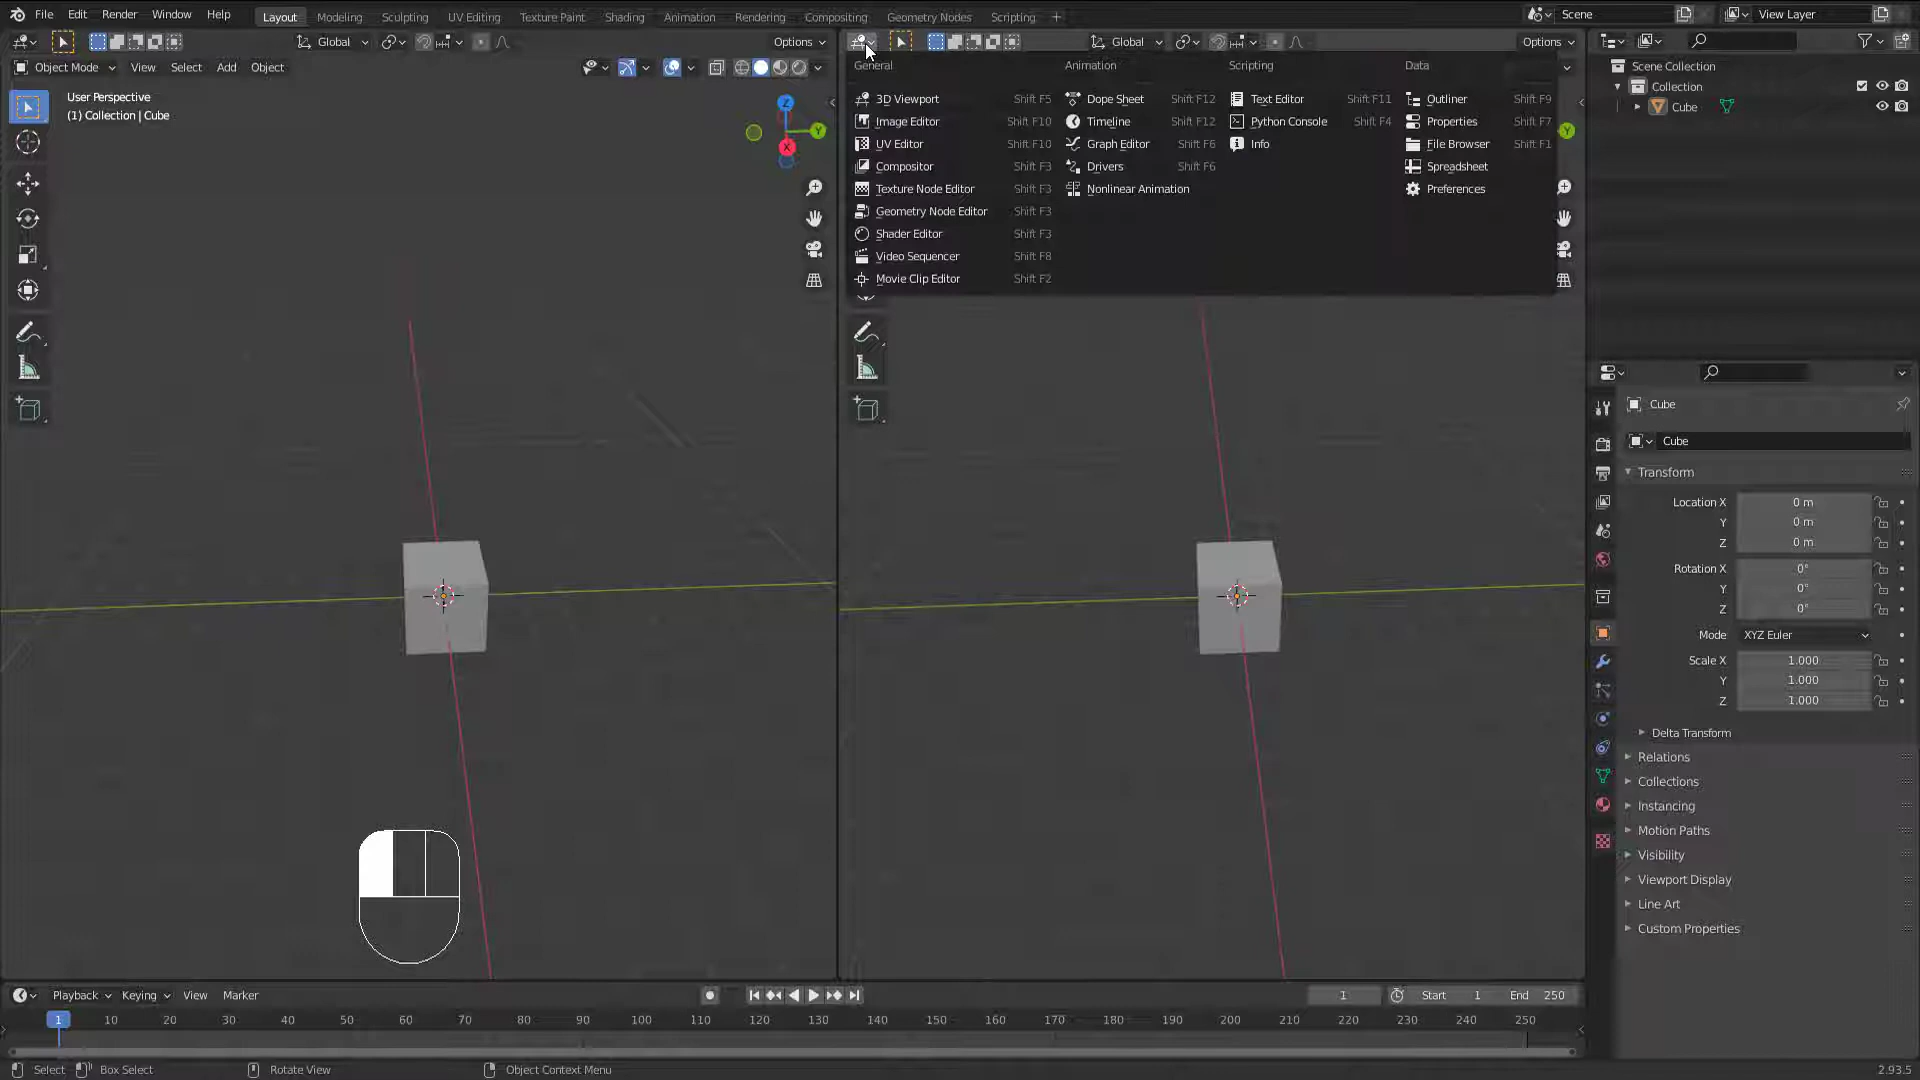 File Edit Render Window Help Layout Modeling Sculpting UV Editing Texture Paint Shading Animation Rendering Compositing Geometry Nodes Scripting + Scene View Layer
Global Options Global Options
Object Mode View Select Add Object
User Perspective
(1) Collection | Cube
Z
Y
X
Y
General Animation Scripting Data
3D Viewport Shift F5 Dope Sheet Shift F12 Text Editor Shift F11 Outliner Shift F9
Image Editor Shift F10 Timeline Shift F12 Python Console Shift F4 Properties Shift F7
UV Editor Shift F10 Graph Editor Shift F6 Info File Browser Shift F1
Compositor Shift F3 Drivers Shift F6 Spreadsheet
Texture Node Editor Shift F3 Nonlinear Animation Preferences
Geometry Node Editor Shift F3
Shader Editor Shift F3
Video Sequencer Shift F8
Movie Clip Editor Shift F2
Scene Collection
Collection
Cube
Cube
Cube
Transform
Location X 0 m
Y 0 m
Z 0 m
Rotation X 0°
Y 0°
Z 0°
Mode XYZ Euler
Scale X 1.000
Y 1.000
Z 1.000
Delta Transform
Relations
Collections
Instancing
Motion Paths
Visibility
Viewport Display
Line Art
Custom Properties
Playback Keying View Marker 1 Start 1 End 250
1 10 20 30 40 50 60 70 80 90 100 110 120 130 140 150 160 170 180 190 200 210 220 230 240 250
Select Box Select Rotate View Object Context Menu 2.93.5